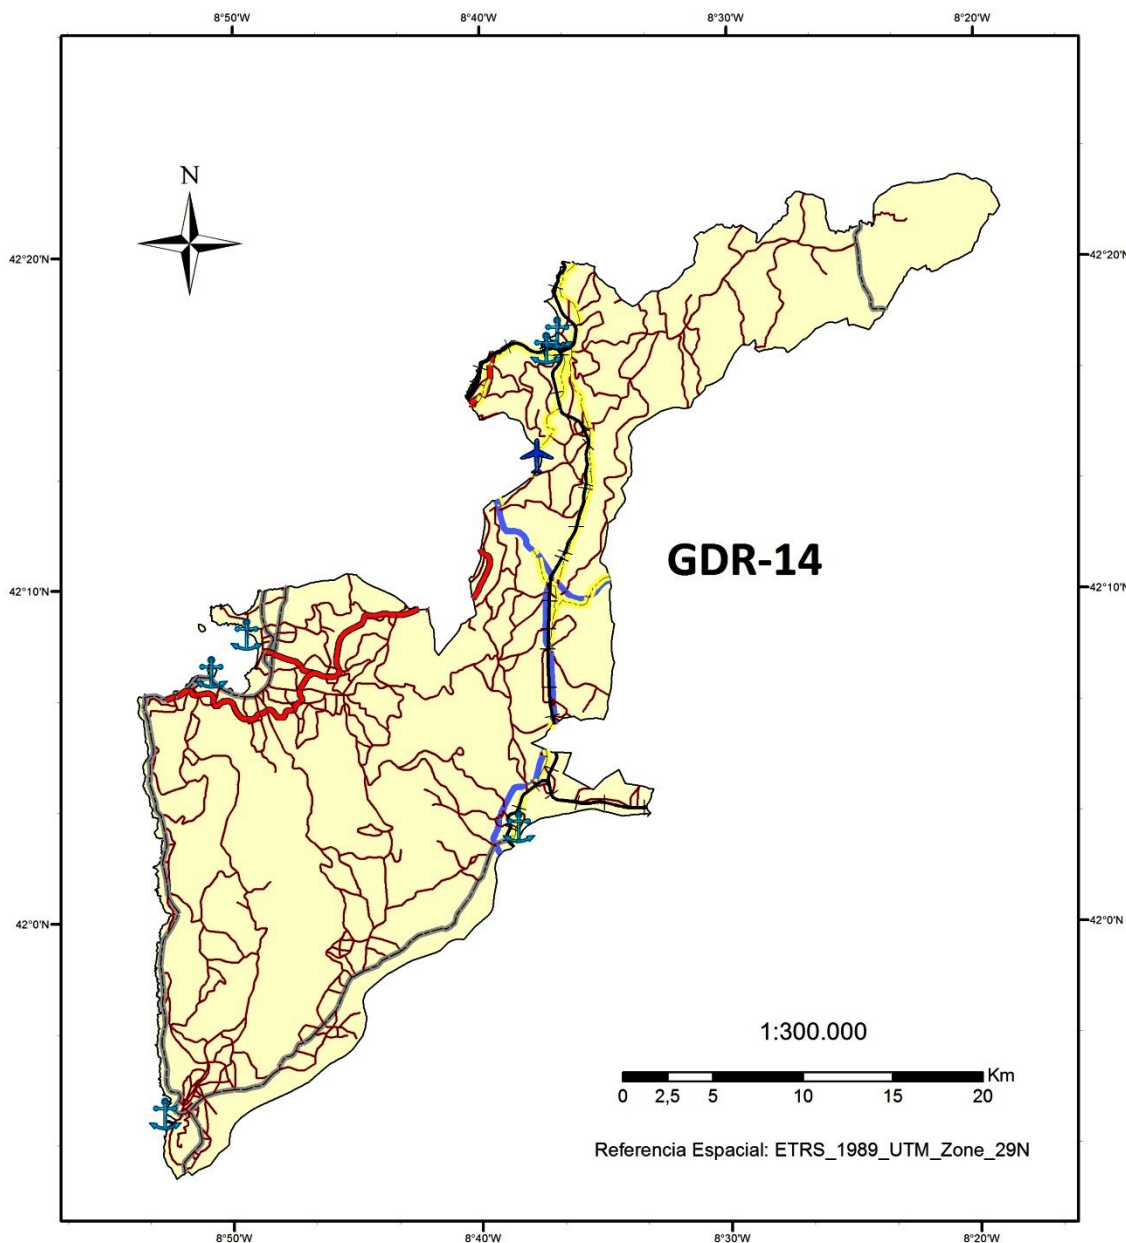 8°50'W 8°40'W 8°30'W 8°20'W
N
42°20'N 42°20'N
GDR-14
42°10'N 42°10'N
42°0'N 42°0'N
1:300.000
Km
0 2,5 5 10 15 20
Referencia Espacial: ETRS_1989_UTM_Zone_29N
8°50'W 8°40'W 8°30'W 8°20'W